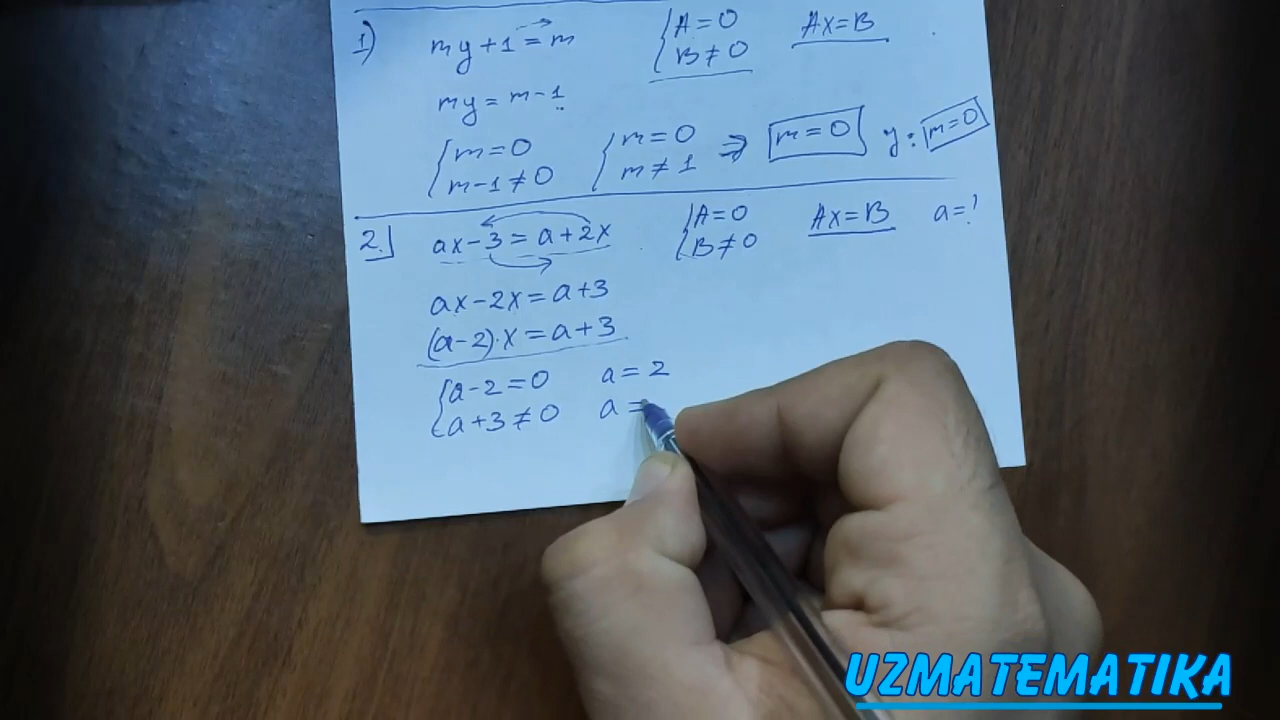 1) my + 1 = m { A = 0 Ax = B
B ≠ 0
my = m - 1
{ m = 0 { m = 0 ⇒ m = 0 y: m = 0
m - 1 ≠ 0 m ≠ 1
2.] ax - 3 = a + 2x { A = 0 Ax = B a = ?
B ≠ 0
ax - 2x = a + 3
(a - 2) · x = a + 3
{ a - 2 = 0 a = 2
a + 3 ≠ 0 a =
UZMATEMATIKA